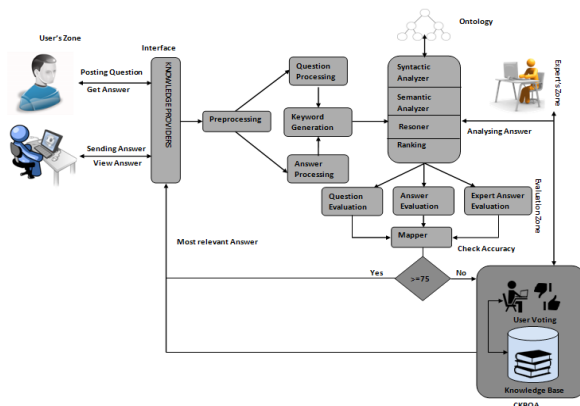 Ontology
User's Zone
Interface
Posting Question
Get Answer
Sending Answer
View Answer
KNOWLEDGE PROVIDERS
Preprocessing
Question
Processing
Keyword
Generation
Answer
Processing
Syntactic
Analyzer
Semantic
Analyzer
Resoner
Ranking
Expert's Zone
Analysing Answer
Question
Evaluation
Answer
Evaluation
Expert Answer
Evaluation
Evaluation Zone
Mapper
Check Accuracy
Most relevant Answer
Yes
>=75
No
User Voting
Knowledge Base
CKBQA